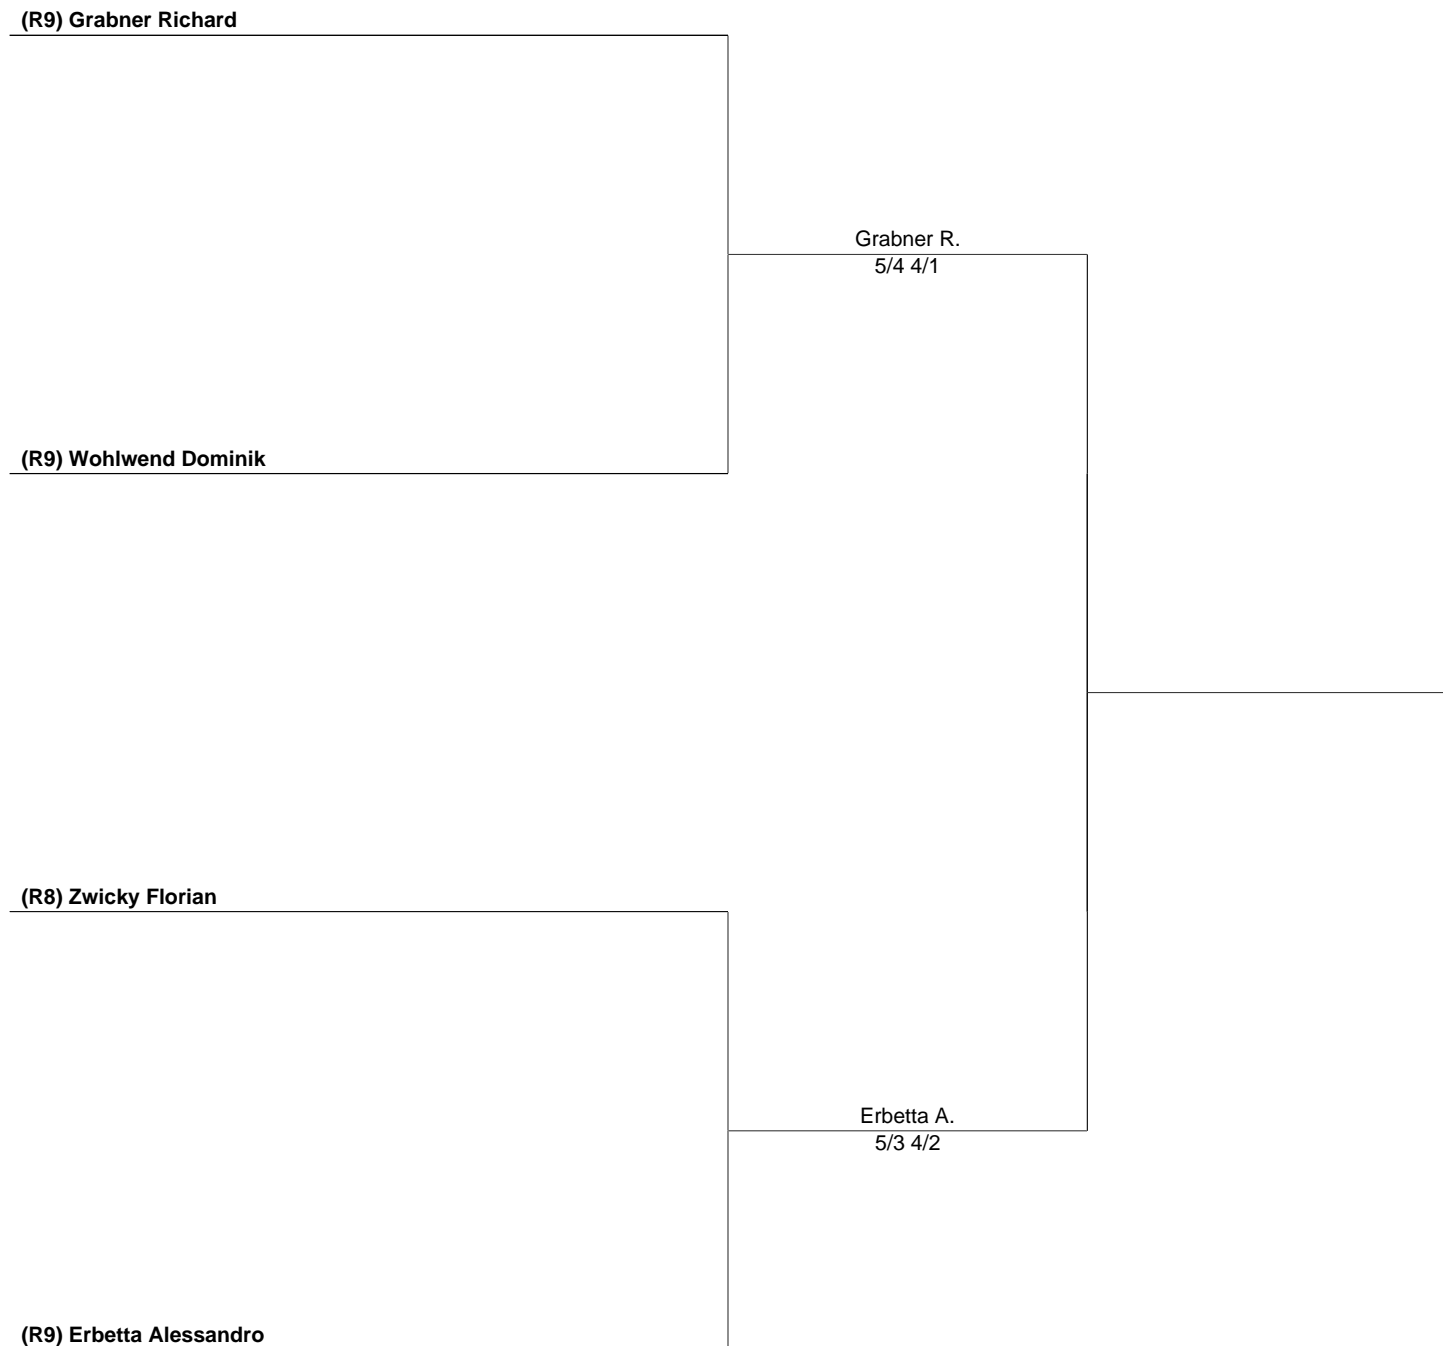 (R9) Grabner Richard
Grabner R.
5/4 4/1
(R9) Wohlwend Dominik
(R8) Zwicky Florian
Erbetta A.
5/3 4/2
(R9) Erbetta Alessandro